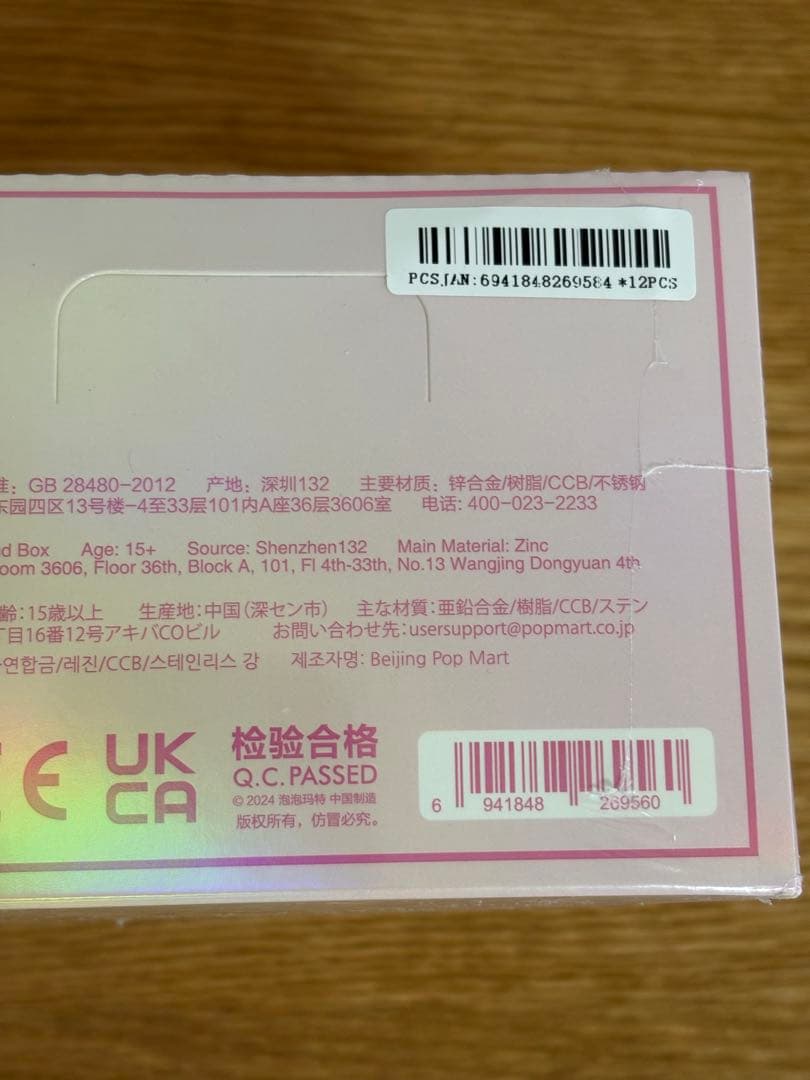 PCSJAN:6941848269584 *12PCS
准: GB 28480-2012 产地: 深圳132 主要材质: 锌合金/树脂/CCB/不锈钢
东园四区13号楼-4至33层101内A座36层3606室 电话: 400-023-2233
d Box Age: 15+ Source: Shenzhen132 Main Material: Zinc
oom 3606, Floor 36th, Block A, 101, Fl 4th-33th, No.13 Wangjing Dongyuan 4th
齢:15歳以上 生産地:中国(深セン市) 主な材質:亜鉛合金/樹脂/CCB/ステン
丁目16番12号アキバCOビル お問い合わせ先:usersupport@popmart.co.jp
연합금/레진/CCB/스테인리스 강 제조자명: Beijing Pop Mart
CE
UK
CA
检验合格
Q.C.PASSED
© 2024 泡泡玛特 中国制造
版权所有，仿冒必究。
6 941848 269560